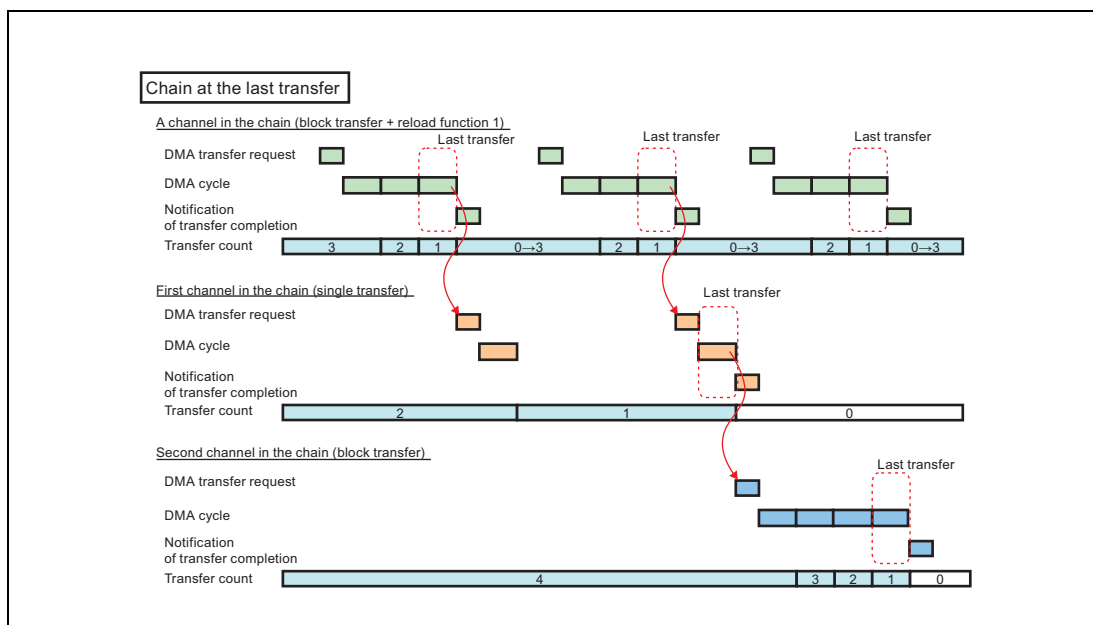 Chain at the last transfer
A channel in the chain (block transfer + reload function 1)
Last transfer
Last transfer
Last transfer
DMA transfer request
DMA cycle
Notification
of transfer completion
Transfer count
3 2 1 0→3 2 1 0→3 2 1 0→3
First channel in the chain (single transfer)
Last transfer
DMA transfer request
DMA cycle
Notification
of transfer completion
Transfer count
2 1 0
Second channel in the chain (block transfer)
Last transfer
DMA transfer request
DMA cycle
Notification
of transfer completion
Transfer count
4 3 2 1 0